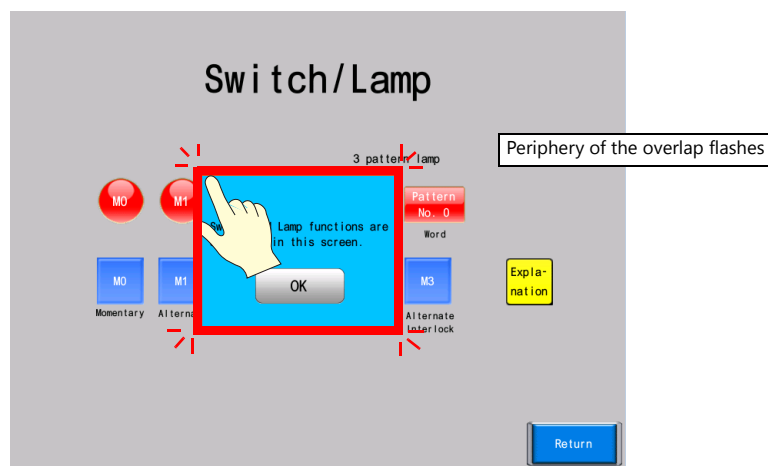 Switch/Lamp
Periphery of the overlap flashes
3 pattern lamp
M0
M1
Pattern
No. 0
Word
Lamp functions are
in this screen.
OK
M0
M1
M3
Expla-
nation
Momentary
Alternate
Interlock
Return